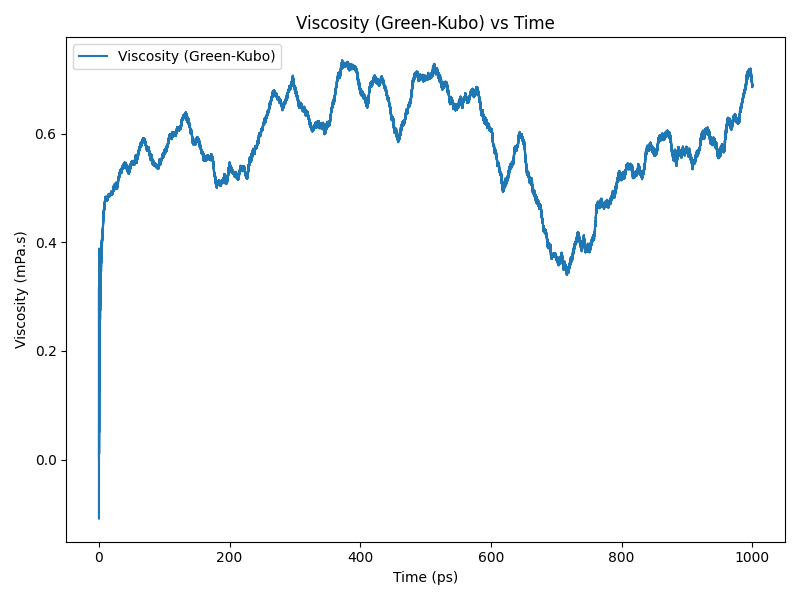 Viscosity (Green-Kubo) vs Time
Viscosity (Green-Kubo)
Viscosity (mPa.s)
0.6
0.4
0.2
0.0
0 200 400 600 800 1000
Time (ps)